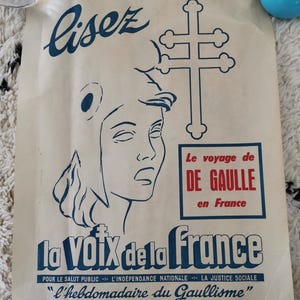 lisez
Le voyage de
DE GAULLE
en France
la voix de la france
POUR LE SALUT PUBLIC - L'INDÉPENDANCE NATIONALE - LA JUSTICE SOCIALE
"l'hebdomadaire du Gaullisme"